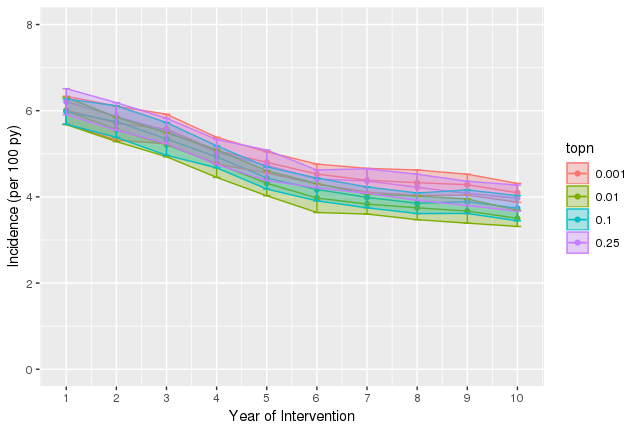 8
6
4
2
0
Incidence (per 100 py)
1 2 3 4 5 6 7 8 9 10
Year of Intervention
topn
0.001
0.01
0.1
0.25